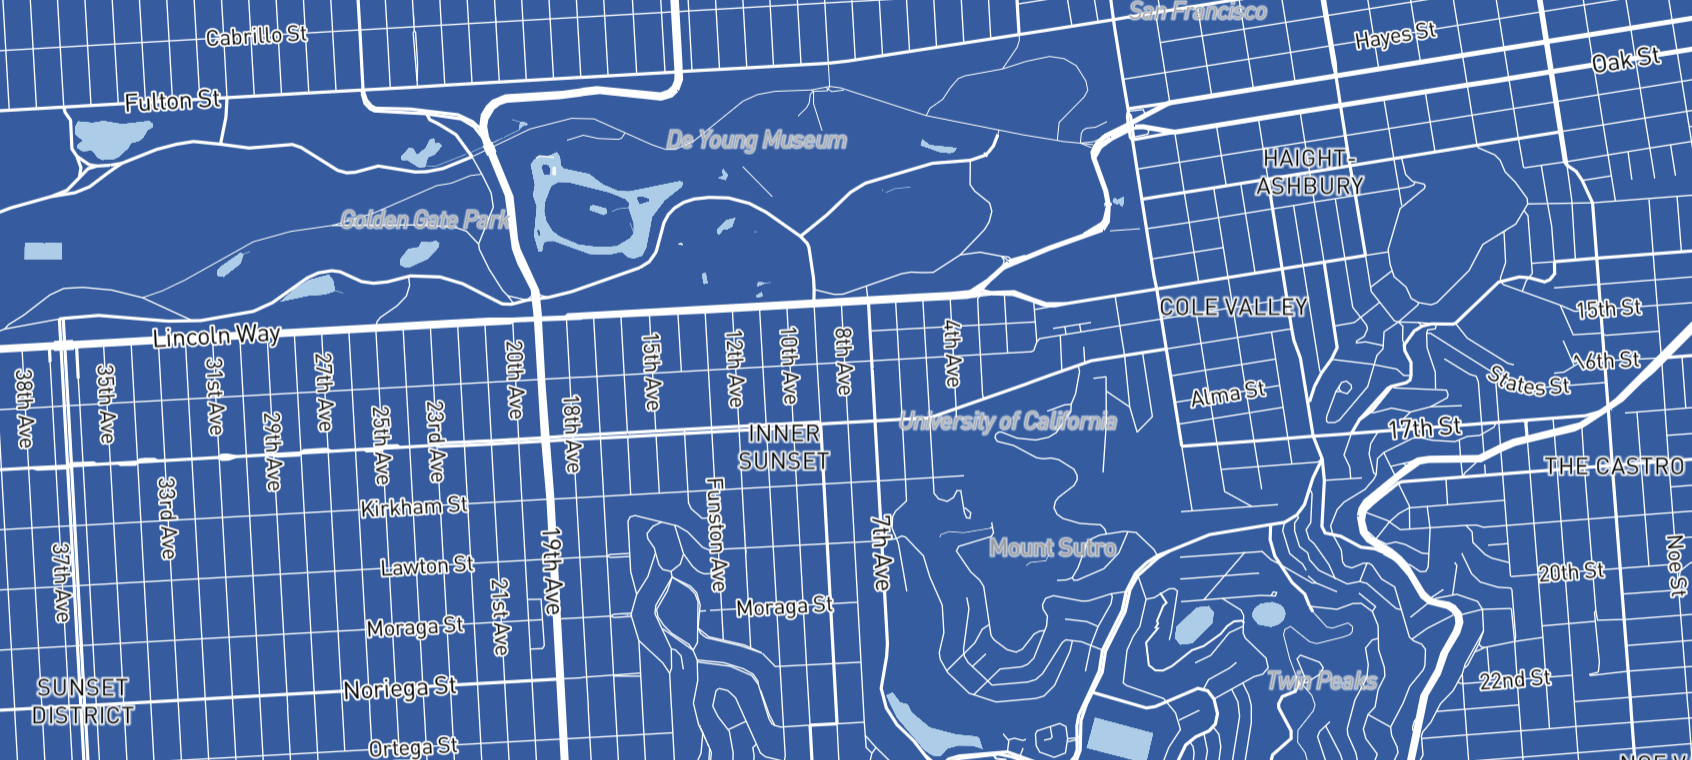 San Francisco
Cabrillo St
Hayes St
Oak St
Fulton St
De Young Museum
HAIGHT-
ASHBURY
Golden Gate Park
COLE VALLEY
15th St
Lincoln Way
38th Ave
35th Ave
31st Ave
27th Ave
20th Ave
15th Ave
12th Ave
10th Ave
8th Ave
4th Ave
16th St
States St
Alma St
29th Ave
25th Ave
23rd Ave
18th Ave
University of California
17th St
INNER
SUNSET
THE CASTRO
33rd Ave
Kirkham St
Funston Ave
7th Ave
19th Ave
Mount Sutro
37th Ave
Lawton St
20th St
Noe St
21st Ave
Moraga St
Moraga St
SUNSET
DISTRICT
Noriega St
Twin Peaks
22nd St
Ortega St